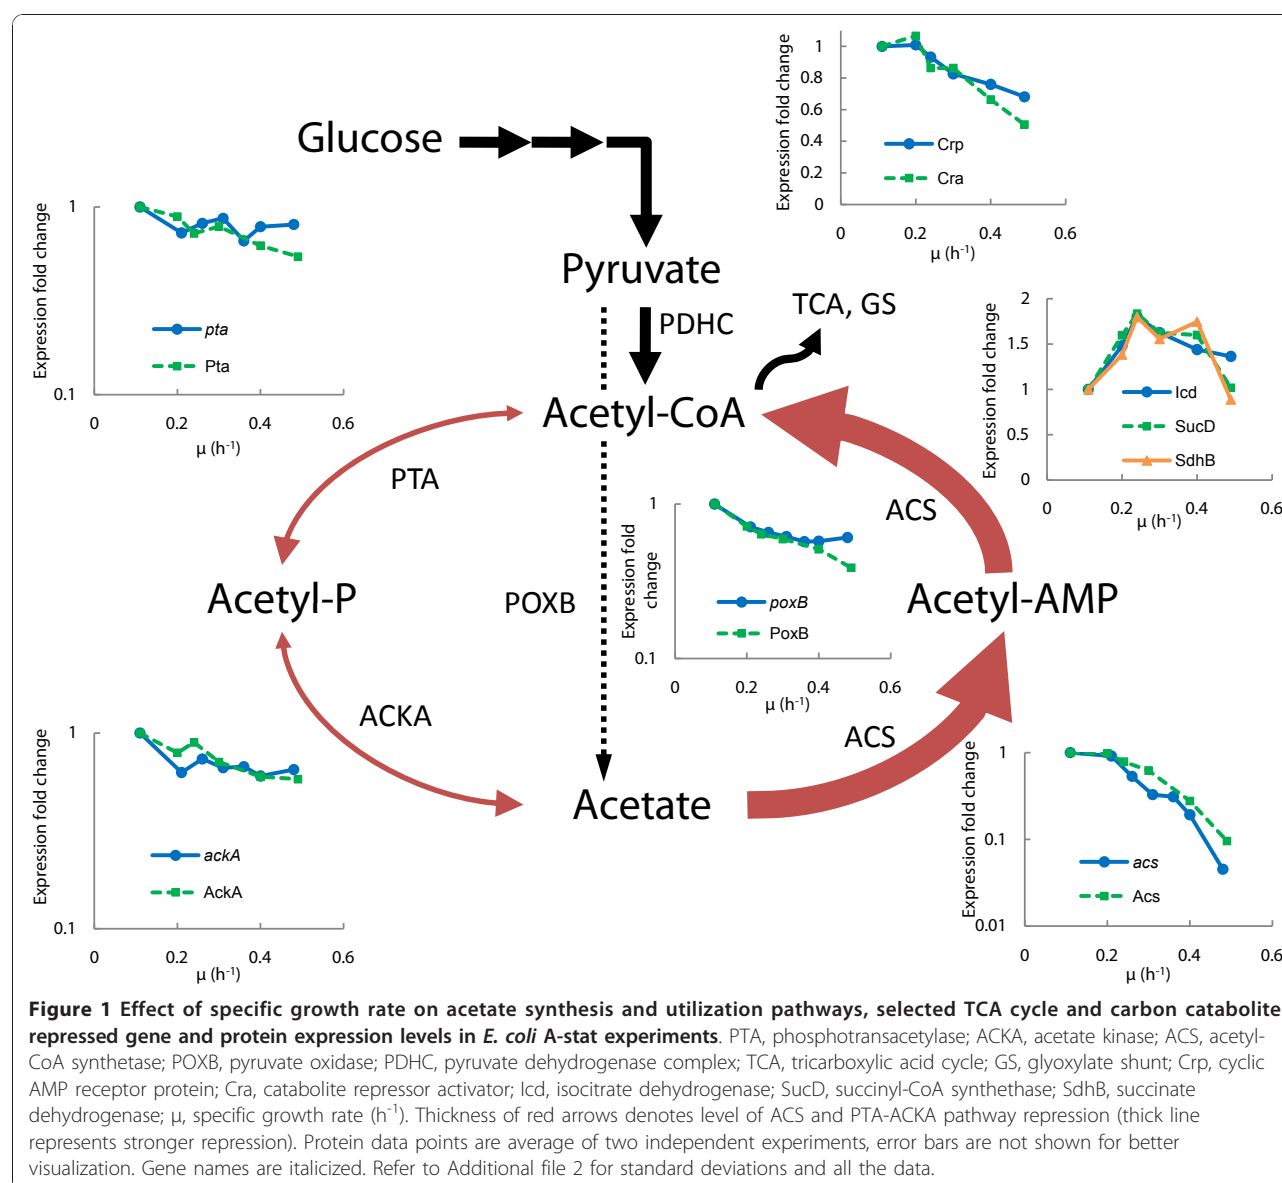 Expression fold change
1
0.8
0.6
0.4
0.2
0
Crp
Cra
0
0.2
0.4
0.6
μ (h⁻¹)
Glucose
Pyruvate
PDHC
TCA, GS
Acetyl-CoA
Expression fold change
1
0.1
pta
Pta
0
0.2
0.4
0.6
μ (h⁻¹)
Expression fold change
2
1.5
1
0.5
0
Icd
SucD
SdhB
0
0.2
0.4
0.6
μ (h⁻¹)
PTA
ACS
Acetyl-P
POXB
Expression fold
change
1
0.1
poxB
PoxB
0
0.2
0.4
0.6
μ (h⁻¹)
Acetyl-AMP
ACKA
ACS
Acetate
Expression fold change
1
0.1
ackA
AckA
0
0.2
0.4
0.6
μ (h⁻¹)
Expression fold change
1
0.1
0.01
acs
Acs
0
0.2
0.4
0.6
μ (h⁻¹)
Figure 1 Effect of specific growth rate on acetate synthesis and utilization pathways, selected TCA cycle and carbon catabolite
repressed gene and protein expression levels in E. coli A-stat experiments. PTA, phosphotransacetylase; ACKA, acetate kinase; ACS, acetyl-
CoA synthetase; POXB, pyruvate oxidase; PDHC, pyruvate dehydrogenase complex; TCA, tricarboxylic acid cycle; GS, glyoxylate shunt; Crp, cyclic
AMP receptor protein; Cra, catabolite repressor activator; Icd, isocitrate dehydrogenase; SucD, succinyl-CoA synthethase; SdhB, succinate
dehydrogenase; μ, specific growth rate (h⁻¹). Thickness of red arrows denotes level of ACS and PTA-ACKA pathway repression (thick line
represents stronger repression). Protein data points are average of two independent experiments, error bars are not shown for better
visualization. Gene names are italicized. Refer to Additional file 2 for standard deviations and all the data.